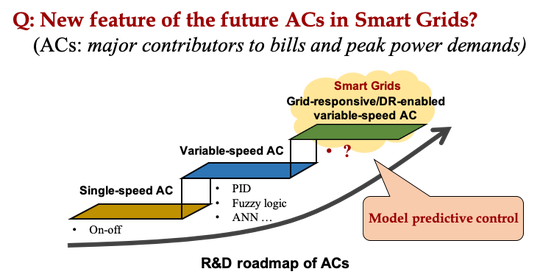 Q: New feature of the future ACs in Smart Grids?
(ACs: major contributors to bills and peak power demands)
Smart Grids
Grid-responsive/DR-enabled
variable-speed AC
Variable-speed AC
• ?
Single-speed AC
• PID
• Fuzzy logic
• ANN ...
Model predictive control
• On-off
R&D roadmap of ACs